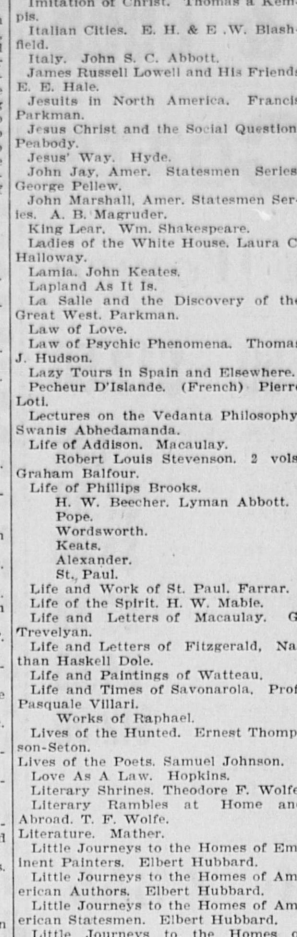 Imitation of Christ. Thomas a Kem
pis.
Italian Cities. E. H. & E .W. Blash
field.
Italy. John S. C. Abbott.
James Russell Lowell and His Friends
E. E. Hale.
Jesuits in North America. Francis
Parkman.
Jesus Christ and the Social Question
Peabody.
Jesus' Way. Hyde.
John Jay. Amer. Statesmen Series
George Pellew.
John Marshall, Amer. Statesmen Ser-
ies. A. B. Magruder.
King Lear. Wm. Shakespeare.
Ladies of the White House. Laura C
Halloway.
Lamia. John Keates.
Lapland As It Is.
La Salle and the Discovery of the
Great West. Parkman.
Law of Love.
Law of Psychic Phenomena. Thomas
J. Hudson.
Lazy Tours in Spain and Elsewhere.
Pecheur D'Islande. (French) Pierre
Loti.
Lectures on the Vedanta Philosophy
Swanis Abhedamanda.
Life of Addison. Macaulay.
Robert Louis Stevenson. 2 vols
Graham Balfour.
Life of Phillips Brooks.
H. W. Beecher. Lyman Abbott.
Pope.
Wordsworth.
Keats.
Alexander.
St., Paul.
Life and Work of St. Paul. Farrar.
Life of the Spirit. H. W. Mabie.
Life and Letters of Macaulay. G
Trevelyan.
Life and Letters of Fitzgerald, Na
than Haskell Dole.
Life and Paintings of Watteau.
Life and Times of Savonarola, Prof
Pasquale Villari.
Works of Raphael.
Lives of the Hunted. Ernest Thomp
son-Seton.
Lives of the Poets. Samuel Johnson.
Love As A Law. Hopkins.
Literary Shrines. Theodore F. Wolfe
Literary Rambles at Home an
Abroad. T. F. Wolfe.
Literature. Mather.
Little Journeys to the Homes of Em
inent Painters. Elbert Hubbard.
Little Journeys to the Homes of Am
erican Authors. Elbert Hubbard.
Little Journeys to the Homes of Am
erican Statesmen. Elbert Hubbard.
Little Journeys to the Homes o